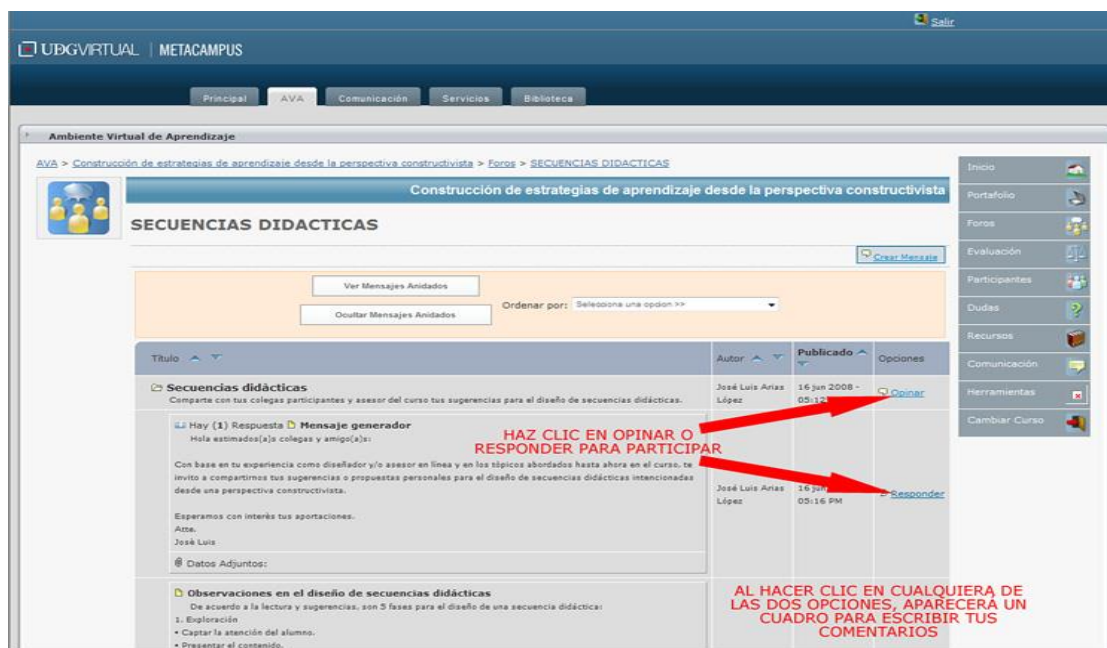 Salir
UDGVIRTUAL | METACAMPUS
Principal AVA Comunicación Servicios Biblioteca
Ambiente Virtual de Aprendizaje
AVA > Construcción de estrategias de aprendizaje desde la perspectiva constructivista > Foros > SECUENCIAS DIDACTICAS
Construcción de estrategias de aprendizaje desde la perspectiva constructivista
SECUENCIAS DIDACTICAS
Crear Mensaje
Ver Mensajes Anidados
Ocultar Mensajes Anidados
Ordenar por: Selecciona una opcion >>
Título Autor Publicado Opciones
Secuencias didácticas
Comparte con tus colegas participantes y asesor del curso tus sugerencias para el diseño de secuencias didácticas.
José Luis Arias
López
16 jun 2008 -
05:12
Opinar
Hay (1) Respuesta Mensaje generador
Hola estimados(a)s colegas y amigo(a)s:
Con base en tu experiencia como diseñador y/o asesor en línea y en los tópicos abordados hasta ahora en el curso, te
invito a compartirnos tus sugerencias o propuestas personales para el diseño de secuencias didácticas intencionadas
desde una perspectiva constructivista.
Esperamos con interés tus aportaciones.
Atte.
José Luis
José Luis Arias
López
16 jun
05:16 PM
Responder
Datos Adjuntos:
Observaciones en el diseño de secuencias didácticas
De acuerdo a la lectura y sugerencias, son 5 fases para el diseño de una secuencia didáctica:
1. Exploración
• Captar la atención del alumno.
• Presentar el contenido.
HAZ CLIC EN OPINAR O
RESPONDER PARA PARTICIPAR
AL HACER CLIC EN CUALQUIERA DE
LAS DOS OPCIONES, APARECERÁ UN
CUADRO PARA ESCRIBIR TUS
COMENTARIOS
Inicio
Portafolio
Foros
Evaluación
Participantes
Dudas
Recursos
Comunicación
Herramientas
Cambiar Curso